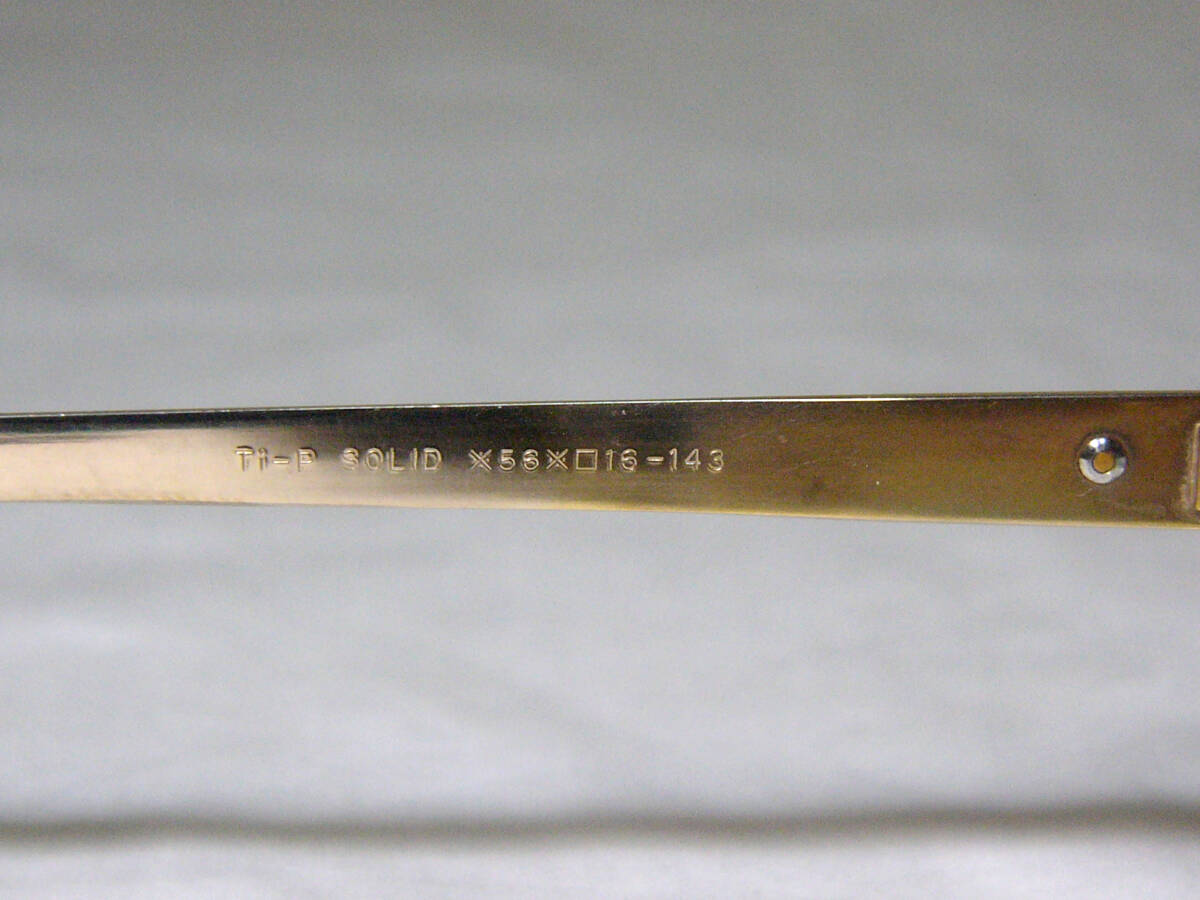 Ti-P SOLID ※56※□16-143